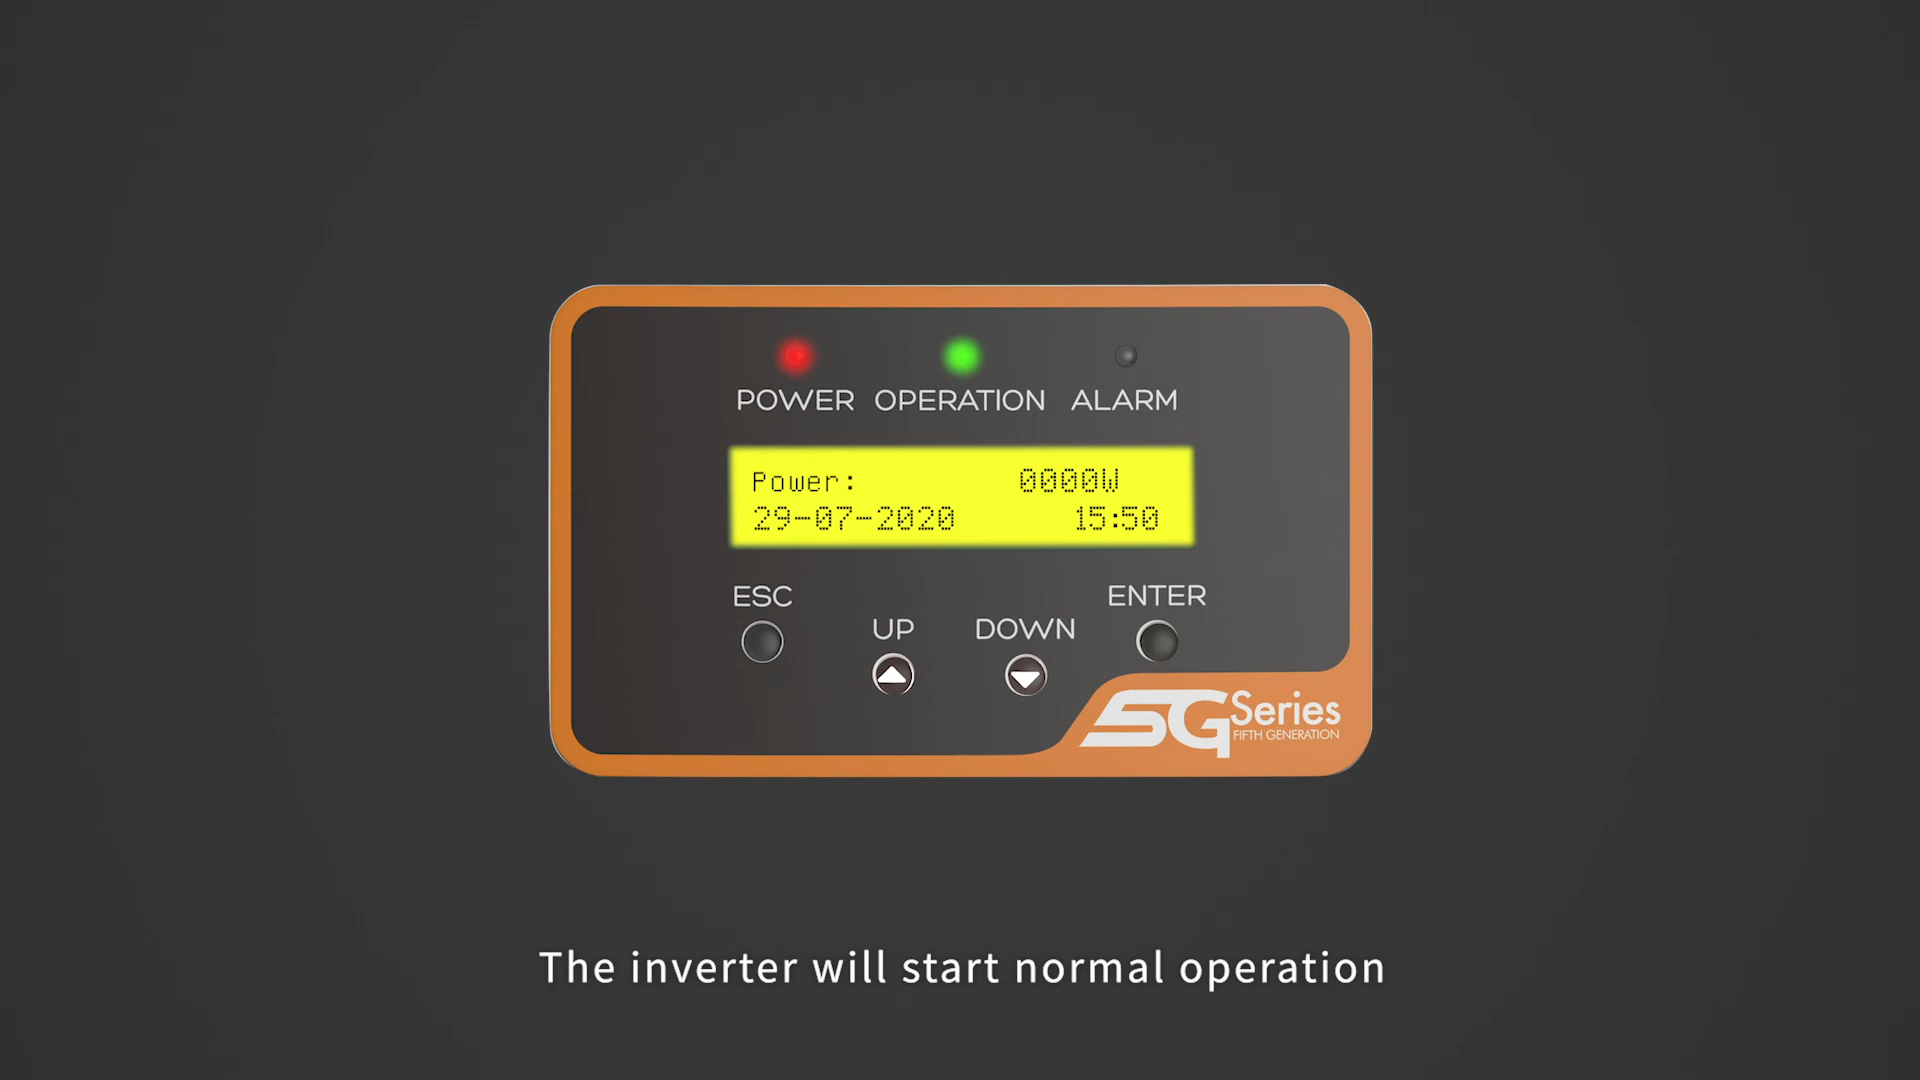 POWER OPERATION ALARM
Power: 0000W
29-07-2020 15:50
ESC ENTER
UP DOWN
5G Series
FIFTH GENERATION
The inverter will start normal operation